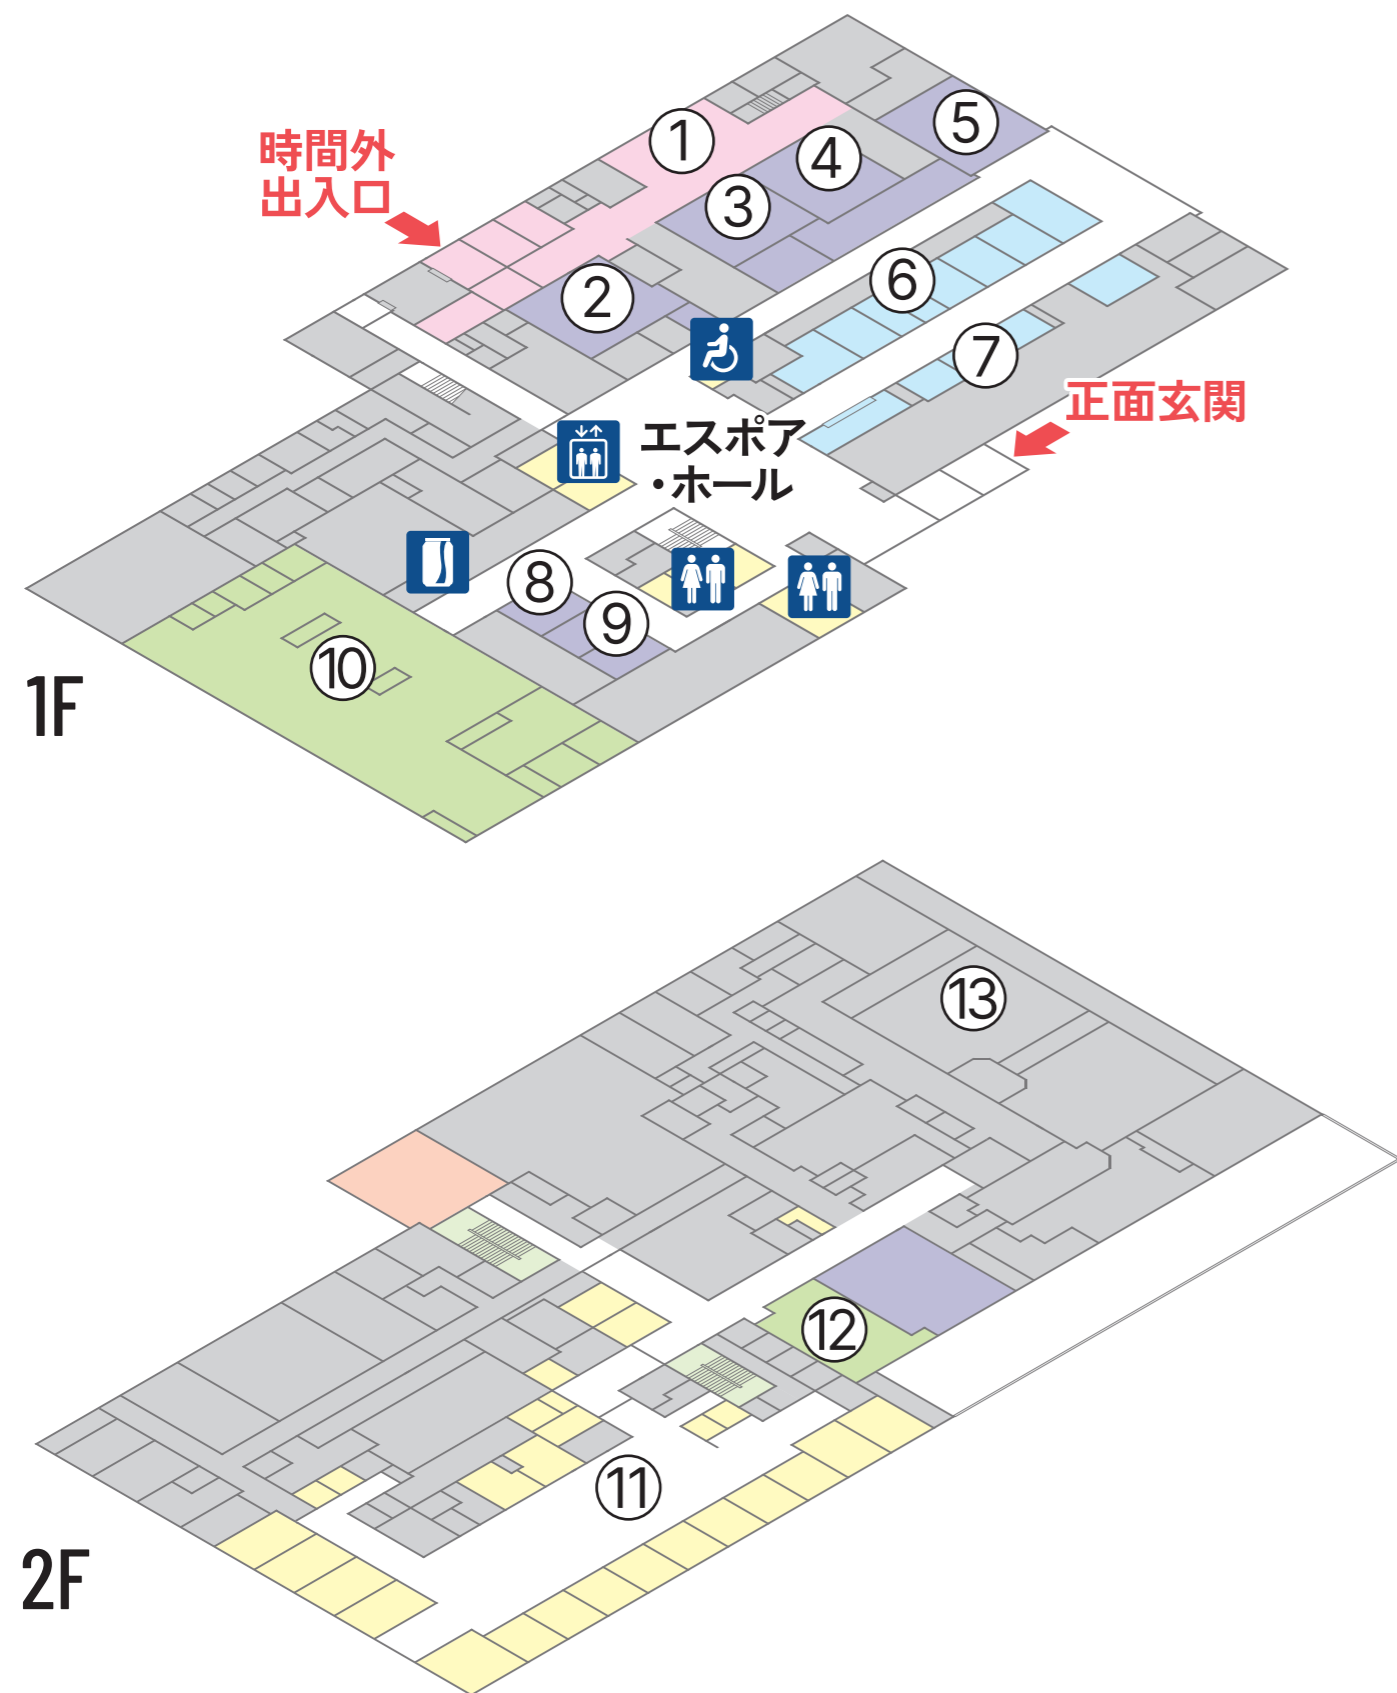 ⑤
①
④
時間外
出入口
③
⑥
②
⑦
正面玄関
エスポア
・ホール
⑧
⑨
⑩
1F
⑬
⑫
⑪
2F